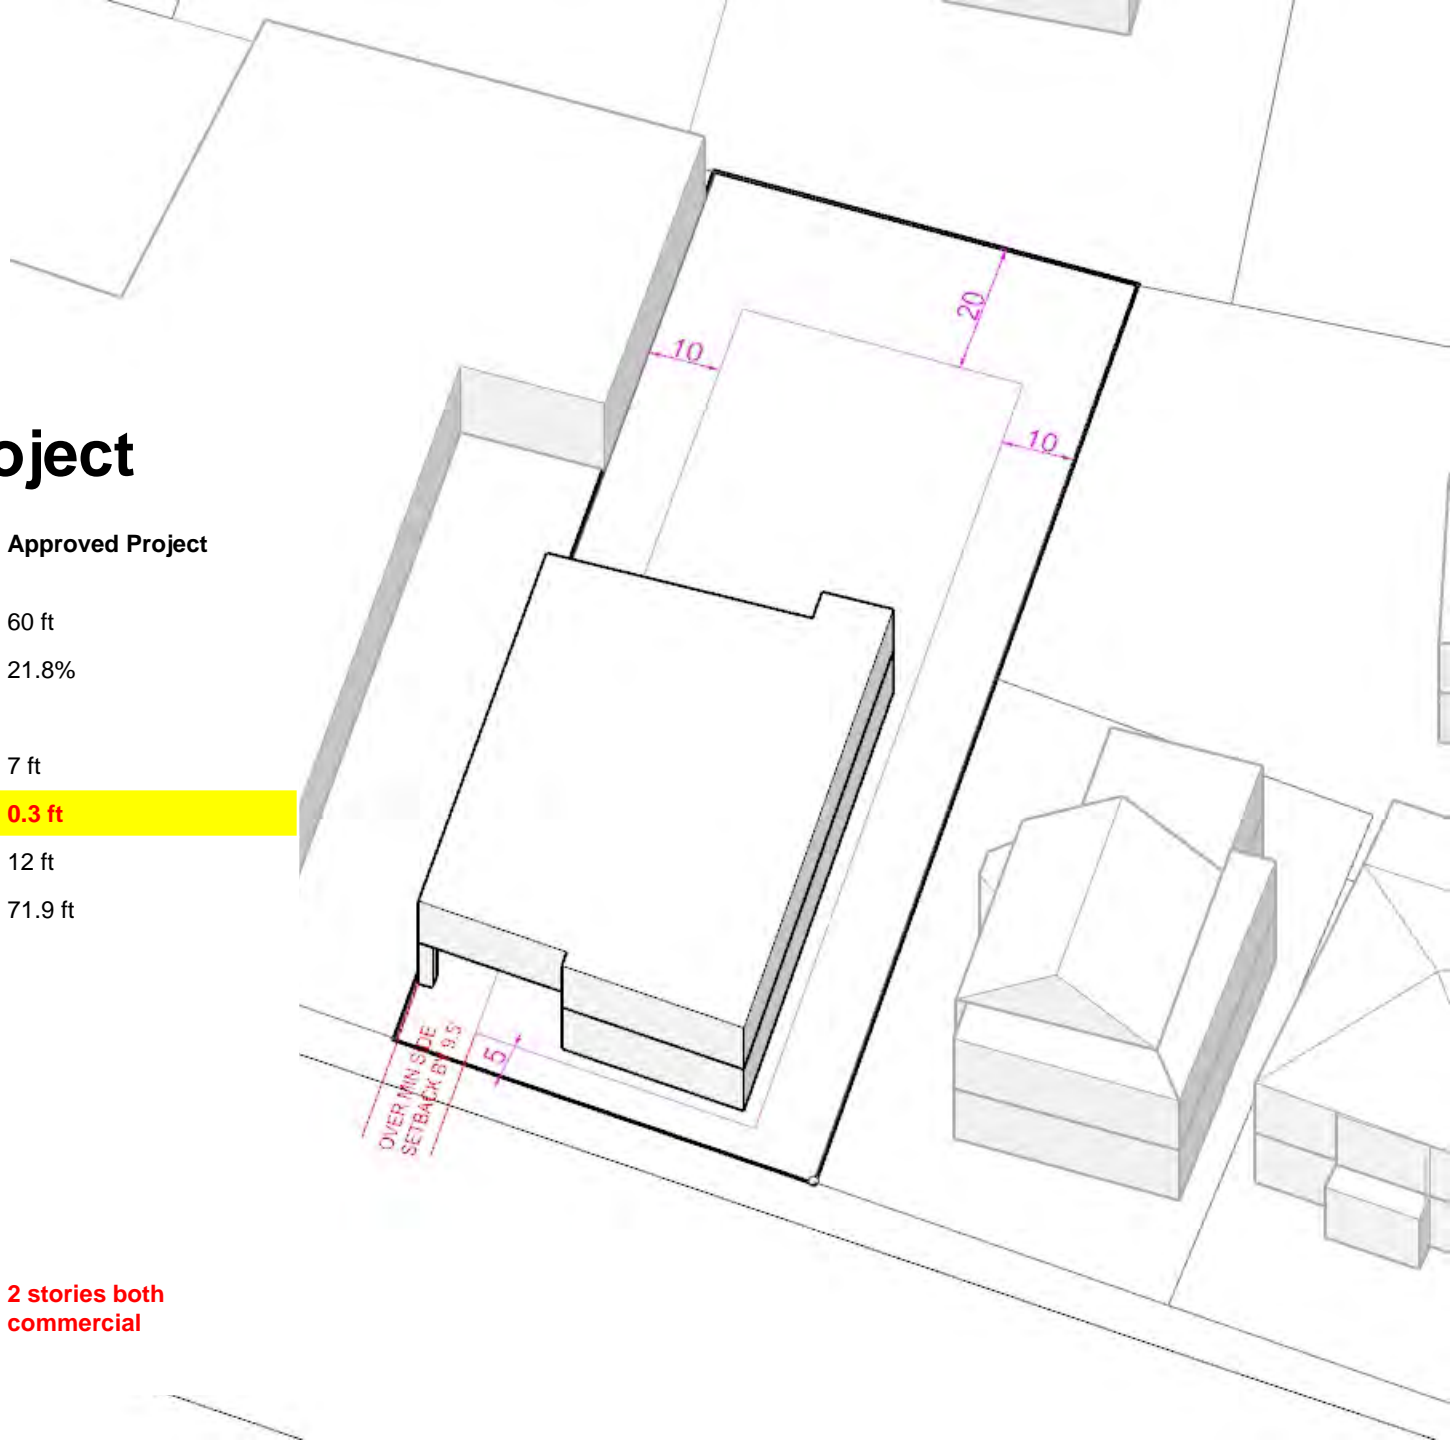 oject
Approved Project
60 ft
21.8%
7 ft
0.3 ft
12 ft
71.9 ft
2 stories both
commercial
20
10
10
5
OVER MIN SIDE
SETBACK BY 9.5'